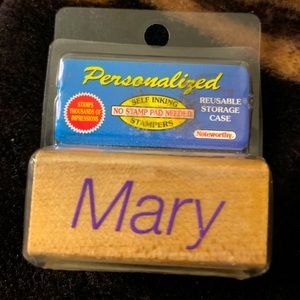 Personalized
STAMPS
THOUSANDS OF
IMPRESSIONS
SELF INKING
NO STAMP PAD NEEDED
STAMPERS
REUSABLE
STORAGE
CASE
Noteworthy
Mary